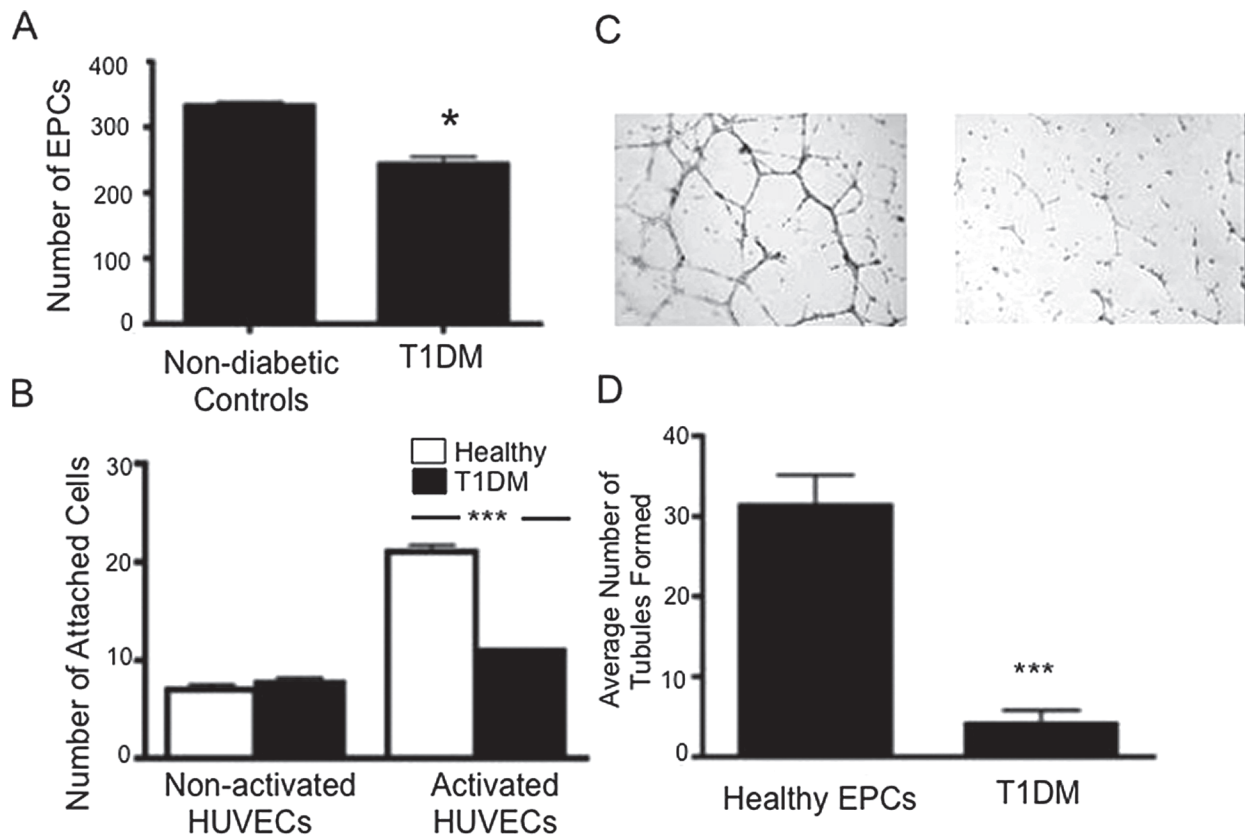 A
Number of EPCs
400
300
200
100
0
*
Non-diabetic
Controls
T1DM
B
Number of Attached Cells
30
20
10
0
Healthy
T1DM
***
Non-activated
HUVECs
Activated
HUVECs
C
D
Average Number of
Tubules Formed
40
30
20
10
0
***
Healthy EPCs
T1DM